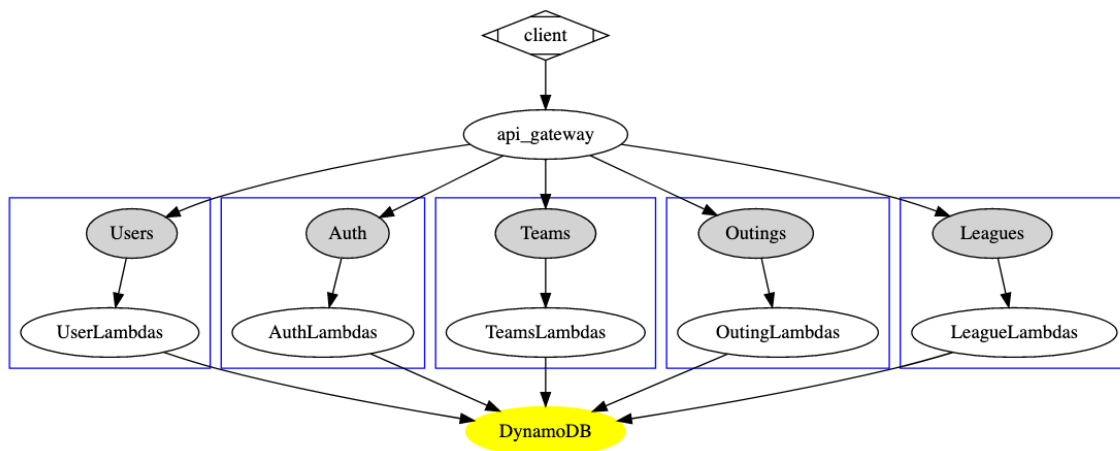 client
api_gateway
Users
Auth
Teams
Outings
Leagues
UserLambdas
AuthLambdas
TeamsLambdas
OutingLambdas
LeagueLambdas
DynamoDB